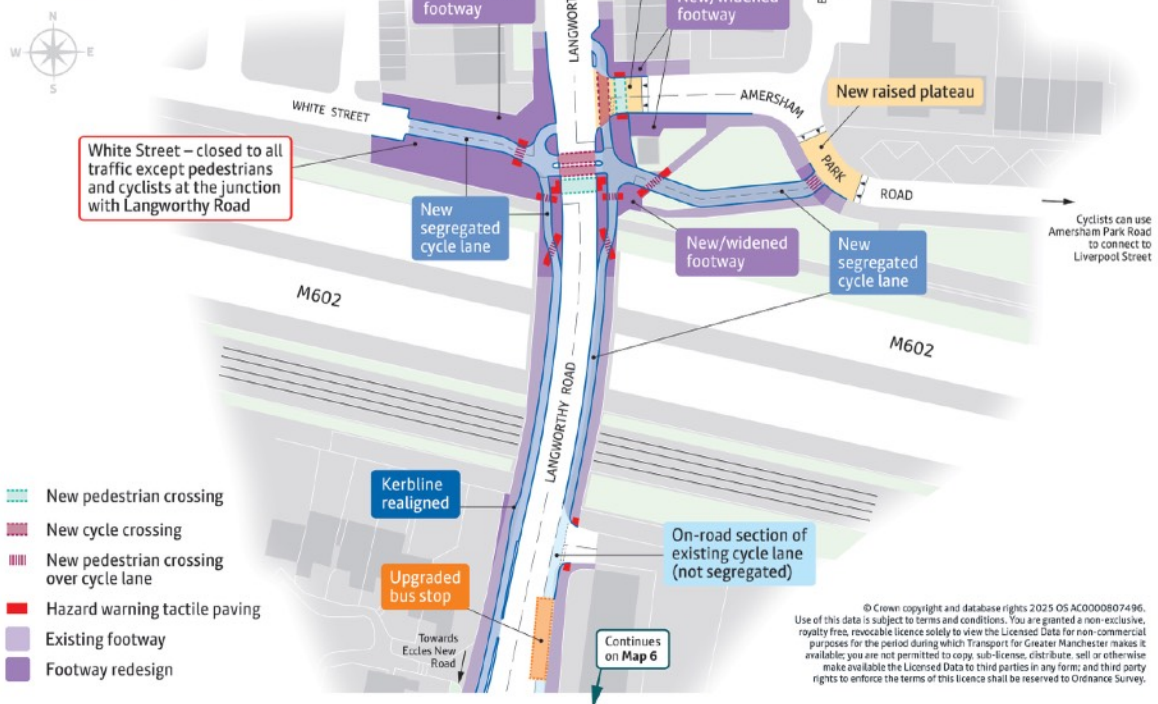 footway
LANGWORT
New/widened
footway
N
W
E
S
WHITE STREET
AMERSHAM
New raised plateau
PARK
ROAD
White Street – closed to all
traffic except pedestrians
and cyclists at the junction
with Langworthy Road
New
segregated
cycle lane
New/widened
footway
New
segregated
cycle lane
Cyclists can use
Amersham Park Road
to connect to
Liverpool Street
M602
M602
LANGWORTHY ROAD
Kerbline
realigned
On-road section of
existing cycle lane
(not segregated)
Upgraded
bus stop
Towards
Eccles New
Road
Continues
on Map 6
New pedestrian crossing
New cycle crossing
New pedestrian crossing
over cycle lane
Hazard warning tactile paving
Existing footway
Footway redesign
© Crown copyright and database rights 2025 OS AC0000807496.
Use of this data is subject to terms and conditions. You are granted a non-exclusive,
royalty free, revocable licence solely to view the Licensed Data for non-commercial
purposes for the period during which Transport for Greater Manchester makes it
available; you are not permitted to copy, sub-license, distribute, sell or otherwise
make available the Licensed Data to third parties in any form; and third party
rights to enforce the terms of this licence shall be reserved to Ordnance Survey.